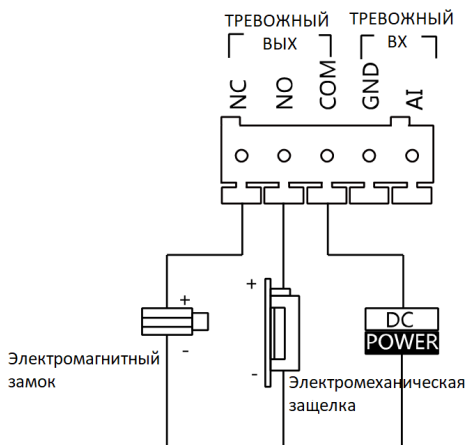 ТРЕВОЖНЫЙ ТРЕВОЖНЫЙ
ВЫХ ВХ
NC NO COM GND AI
+
-
Электромагнитный
замок
+
-
Электромеханическая
защелка
DC
POWER